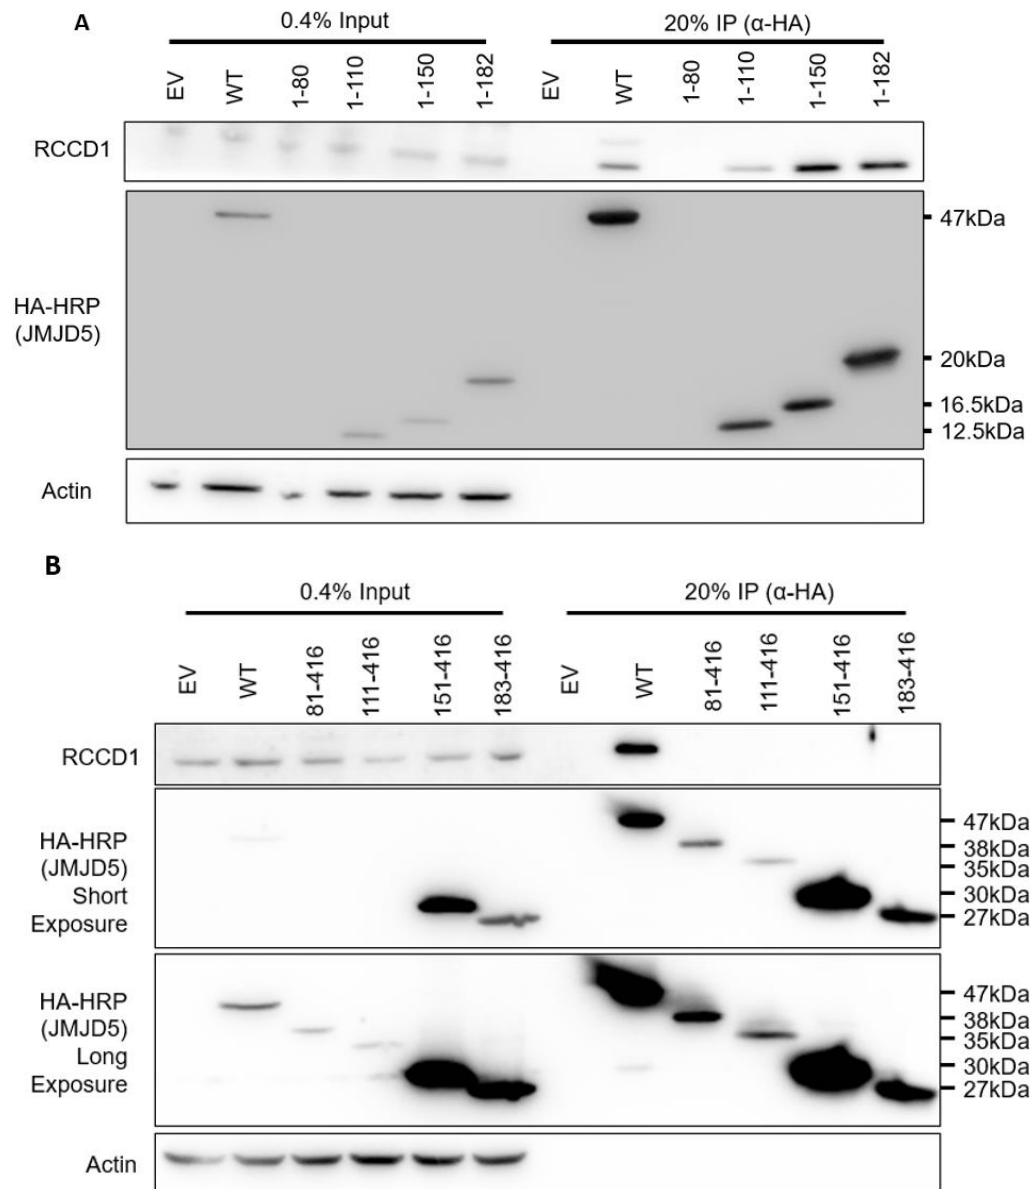 A
0.4% Input
20% IP (α-HA)
EV
WT
1-80
1-110
1-150
1-182
EV
WT
1-80
1-110
1-150
1-182
RCCD1
HA-HRP
(JMJD5)
47kDa
20kDa
16.5kDa
12.5kDa
Actin
B
0.4% Input
20% IP (α-HA)
EV
WT
81-416
111-416
151-416
183-416
EV
WT
81-416
111-416
151-416
183-416
RCCD1
HA-HRP
(JMJD5)
Short
Exposure
47kDa
38kDa
35kDa
30kDa
27kDa
HA-HRP
(JMJD5)
Long
Exposure
47kDa
38kDa
35kDa
30kDa
27kDa
Actin